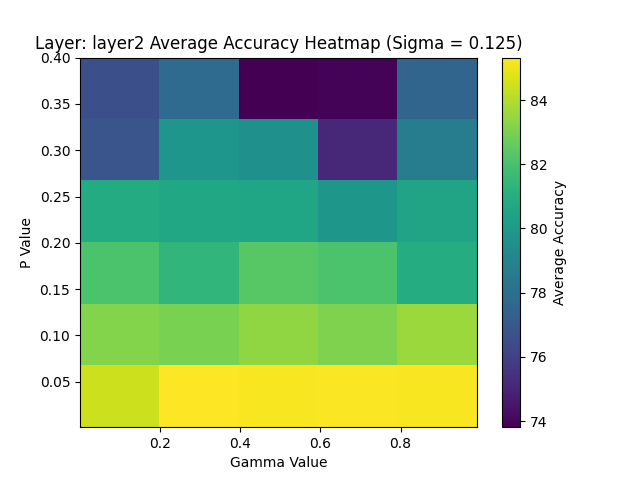 Layer: layer2 Average Accuracy Heatmap (Sigma = 0.125)
0.40
0.35
0.30
0.25
0.20
0.15
0.10
0.05
P Value
0.2 0.4 0.6 0.8
Gamma Value
84
82
80
78
76
74
Average Accuracy